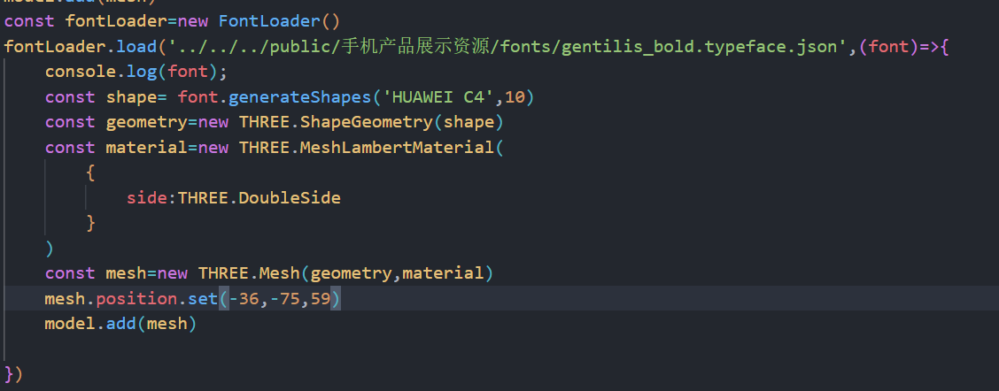 model.add(mesh)
const fontLoader=new FontLoader()
fontLoader.load('../../../public/手机产品展示资源/fonts/gentilis_bold.typeface.json',(font)=>{
    console.log(font);
    const shape= font.generateShapes('HUAWEI C4',10)
    const geometry=new THREE.ShapeGeometry(shape)
    const material=new THREE.MeshLambertMaterial(
        {
            side:THREE.DoubleSide
        }
    )
    const mesh=new THREE.Mesh(geometry,material)
    mesh.position.set(-36,-75,59)
    model.add(mesh)
})